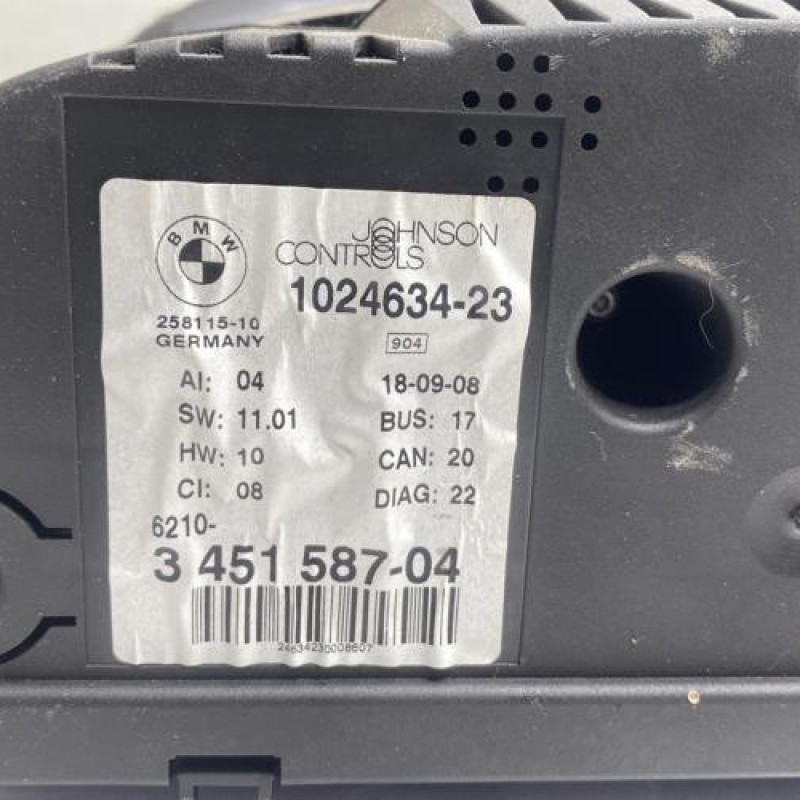 BMW
JOHNSON
CONTROLS
1024634-23
258115-10
GERMANY
904
AI: 04
18-09-08
SW: 11.01
BUS: 17
HW: 10
CAN: 20
CI: 08
DIAG: 22
6210-
3 451 587-04
24634230008607